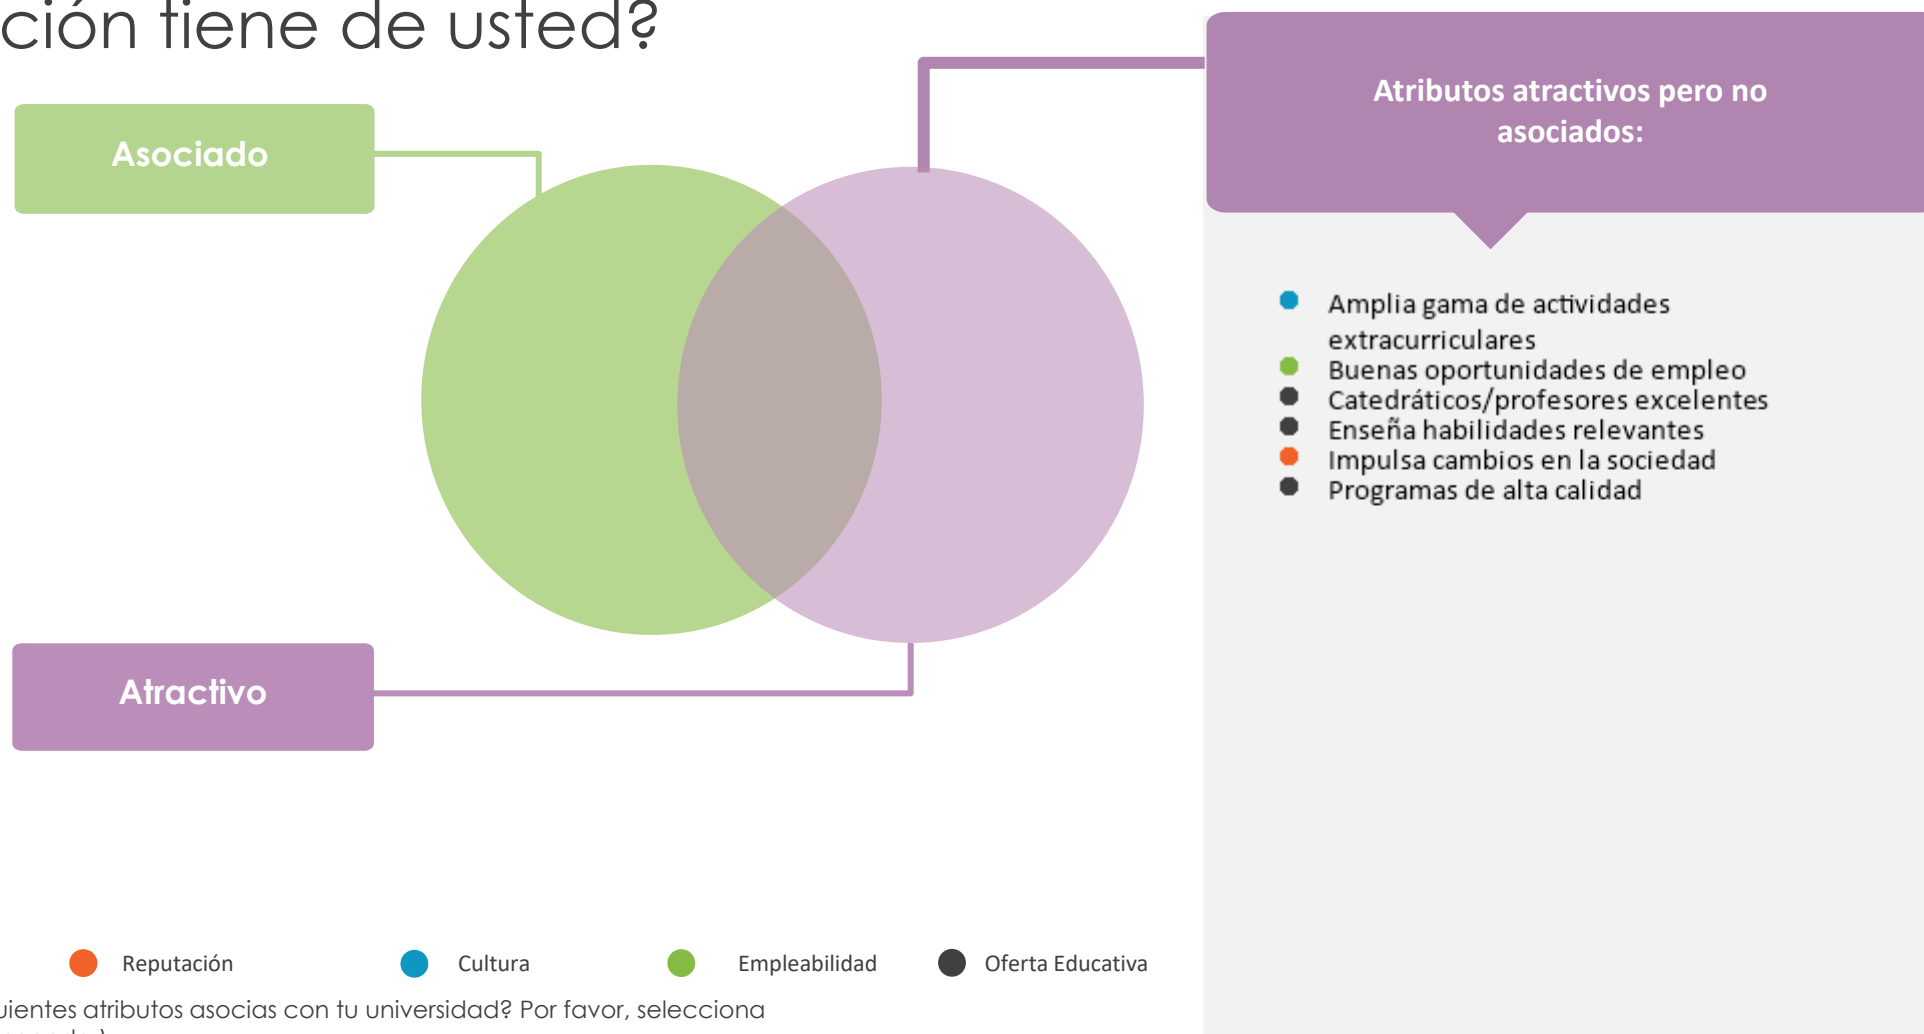 ción tiene de usted?
Asociado
Atributos atractivos pero no
asociados:
Amplia gama de actividades
extracurriculares
Buenas oportunidades de empleo
Catedráticos/profesores excelentes
Enseña habilidades relevantes
Impulsa cambios en la sociedad
Programas de alta calidad
Atractivo
Reputación
Cultura
Empleabilidad
Oferta Educativa
uientes atributos asocias con tu universidad? Por favor, selecciona